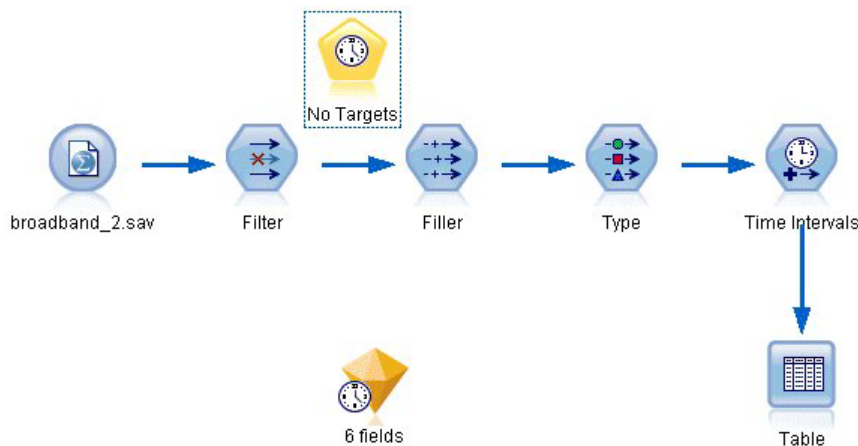 No Targets
broadband_2.sav
Filter
Filler
Type
Time Intervals
6 fields
Table